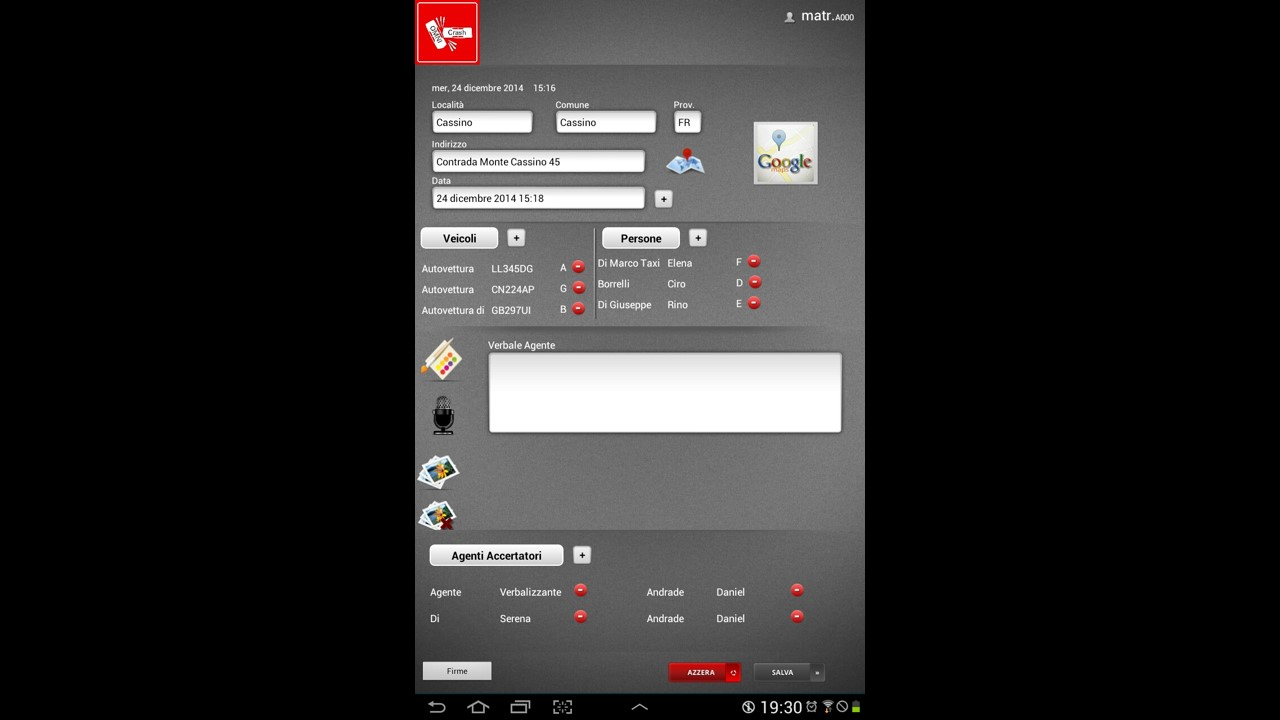 Crash
matr.A000
mer, 24 dicembre 2014 15:16
Località Comune Prov.
Cassino Cassino FR
Indirizzo
Contrada Monte Cassino 45
Google
maps
Data
24 dicembre 2014 15:18 +
Veicoli + Persone +
Autovettura LL345DG A
Autovettura CN224AP G
Autovettura di GB297UI B
Di Marco Taxi Elena F
Borrelli Ciro D
Di Giuseppe Rino E
Verbale Agente
Agenti Accertatori +
Agente Verbalizzante Andrade Daniel
Di Serena Andrade Daniel
Firme AZZERA SALVA »
19:30